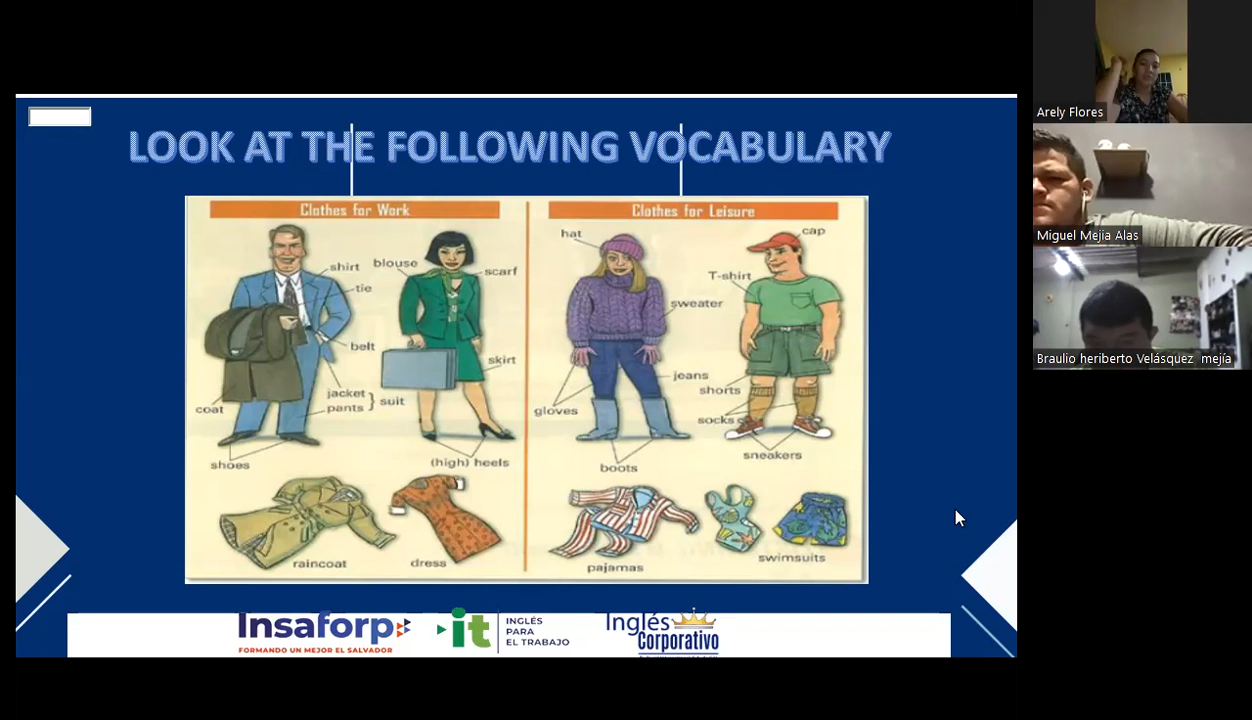 LOOK AT THE FOLLOWING VOCABULARY
Clothes for Work
shirt
tie
blouse
scarf
belt
skirt
jacket
pants
suit
coat
shoes
(high) heels
raincoat
dress
Clothes for Leisure
hat
cap
T-shirt
sweater
jeans
shorts
gloves
socks
boots
sneakers
pajamas
swimsuits
Insaforp
FORMANDO UN MEJOR EL SALVADOR
it
INGLÉS
PARA
EL TRABAJO
Inglés
Corporativo
Arely Flores
Miguel Mejia Alas
Braulio heriberto Velásquez mejía